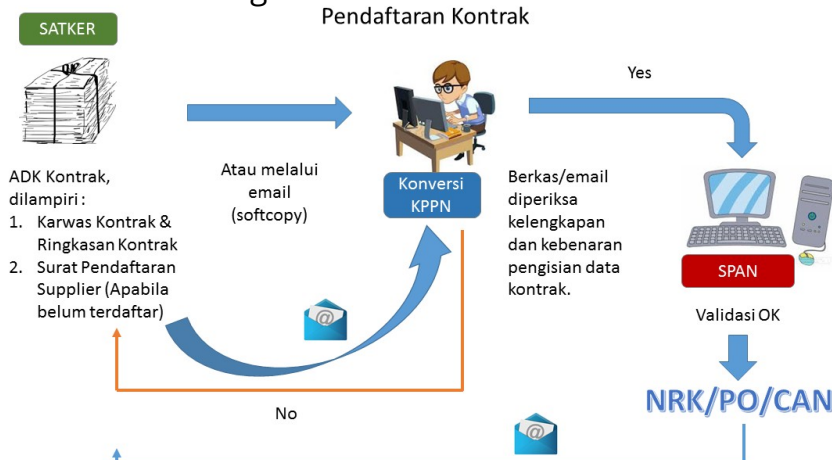 Pendaftaran Kontrak
SATKER
ADK Kontrak,
dilampiri :
1. Karwas Kontrak &
Ringkasan Kontrak
2. Surat Pendaftaran
Supplier (Apabila
belum terdaftar)
Atau melalui
email
(softcopy)
Konversi
KPPN
Yes
Berkas/email
diperiksa
kelengkapan
dan kebenaran
pengisian data
kontrak.
SPAN
Validasi OK
NRK/PO/CAN
No